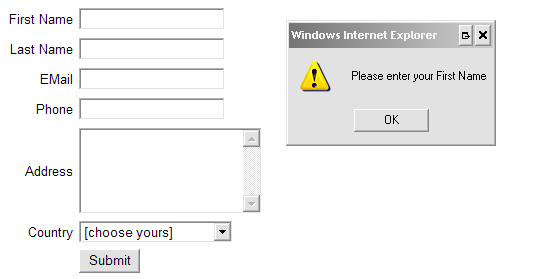 First Name
Last Name
EMail
Phone
Address
Country [choose yours]
Submit
Windows Internet Explorer
Please enter your First Name
OK